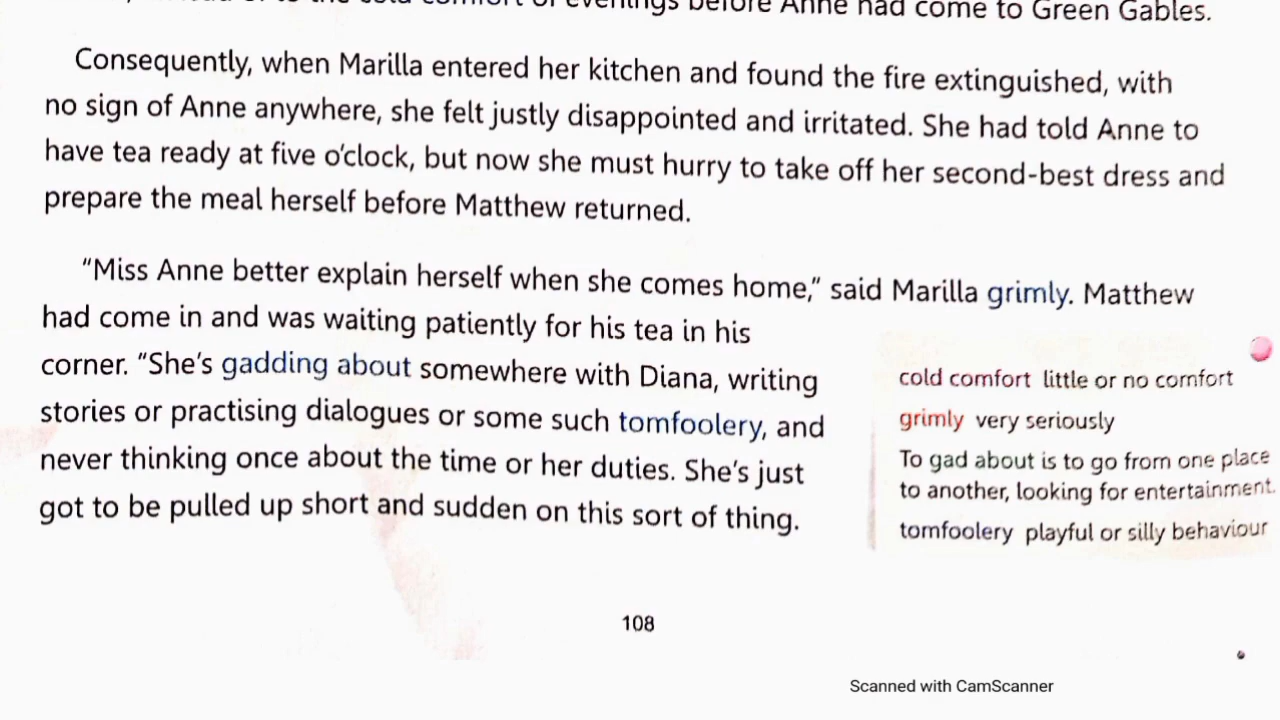 evenings before Anne had come to Green Gables.
Consequently, when Marilla entered her kitchen and found the fire extinguished, with
no sign of Anne anywhere, she felt justly disappointed and irritated. She had told Anne to
have tea ready at five o'clock, but now she must hurry to take off her second-best dress and
prepare the meal herself before Matthew returned.
"Miss Anne better explain herself when she comes home," said Marilla grimly. Matthew
had come in and was waiting patiently for his tea in his
corner. "She's gadding about somewhere with Diana, writing
stories or practising dialogues or some such tomfoolery, and
never thinking once about the time or her duties. She's just
got to be pulled up short and sudden on this sort of thing.
cold comfort little or no comfort
grimly very seriously
To gad about is to go from one place
to another, looking for entertainment.
tomfoolery playful or silly behaviour
108
Scanned with CamScanner